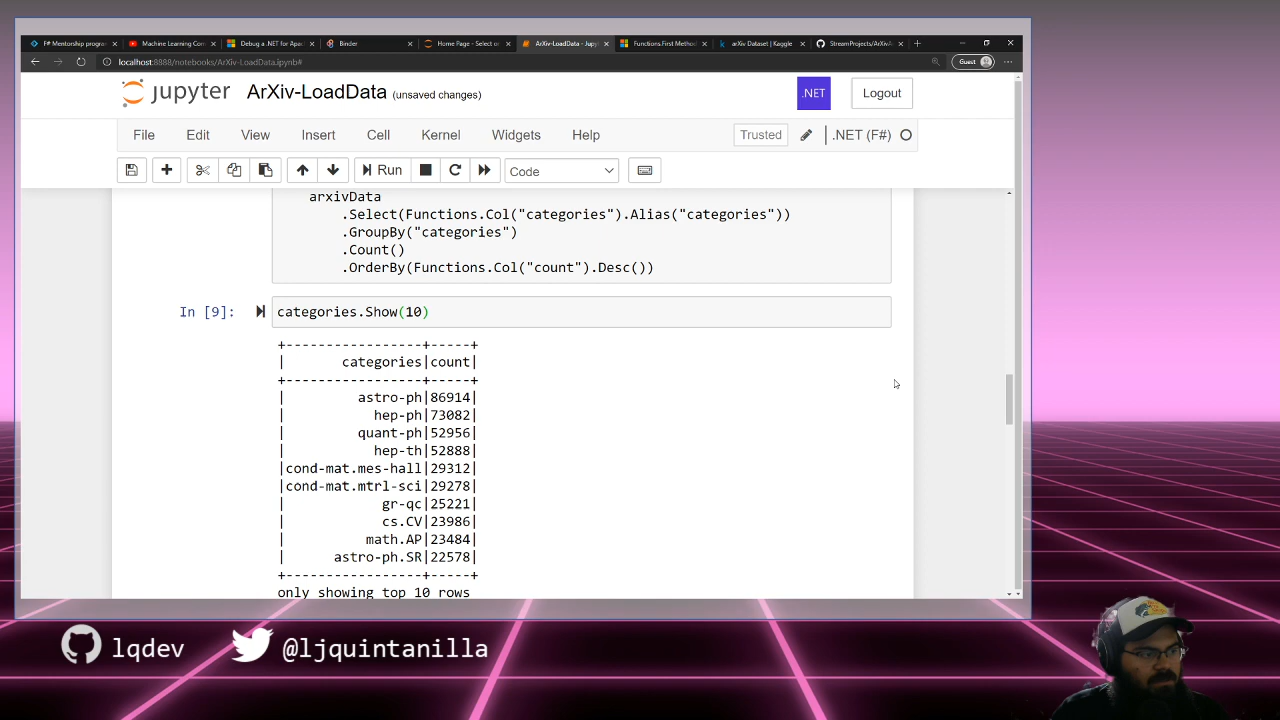 F# Mentorship progra
Machine Learning Con
Debug a .NET for Apac
Binder
Home Page - Select o
ArXiv-LoadData - Jupy
Functions.First Method
arXiv Dataset | Kaggle
StreamProjects/ArXivA
localhost:8888/notebooks/ArXiv-LoadData.ipynb#
Guest
jupyter ArXiv-LoadData (unsaved changes)
.NET
Logout
File Edit View Insert Cell Kernel Widgets Help
Trusted
.NET (F#)
Run
Code
arxivData
.Select(Functions.Col("categories").Alias("categories"))
.GroupBy("categories")
.Count()
.OrderBy(Functions.Col("count").Desc())
In [9]:
categories.Show(10)
+-----------------+-----+
|       categories|count|
+-----------------+-----+
|         astro-ph|86914|
|           hep-ph|73082|
|         quant-ph|52956|
|           hep-th|52888|
|cond-mat.mes-hall|29312|
|cond-mat.mtrl-sci|29278|
|            gr-qc|25221|
|            cs.CV|23986|
|          math.AP|23484|
|      astro-ph.SR|22578|
+-----------------+-----+
only showing top 10 rows
lqdev
@ljquintanilla